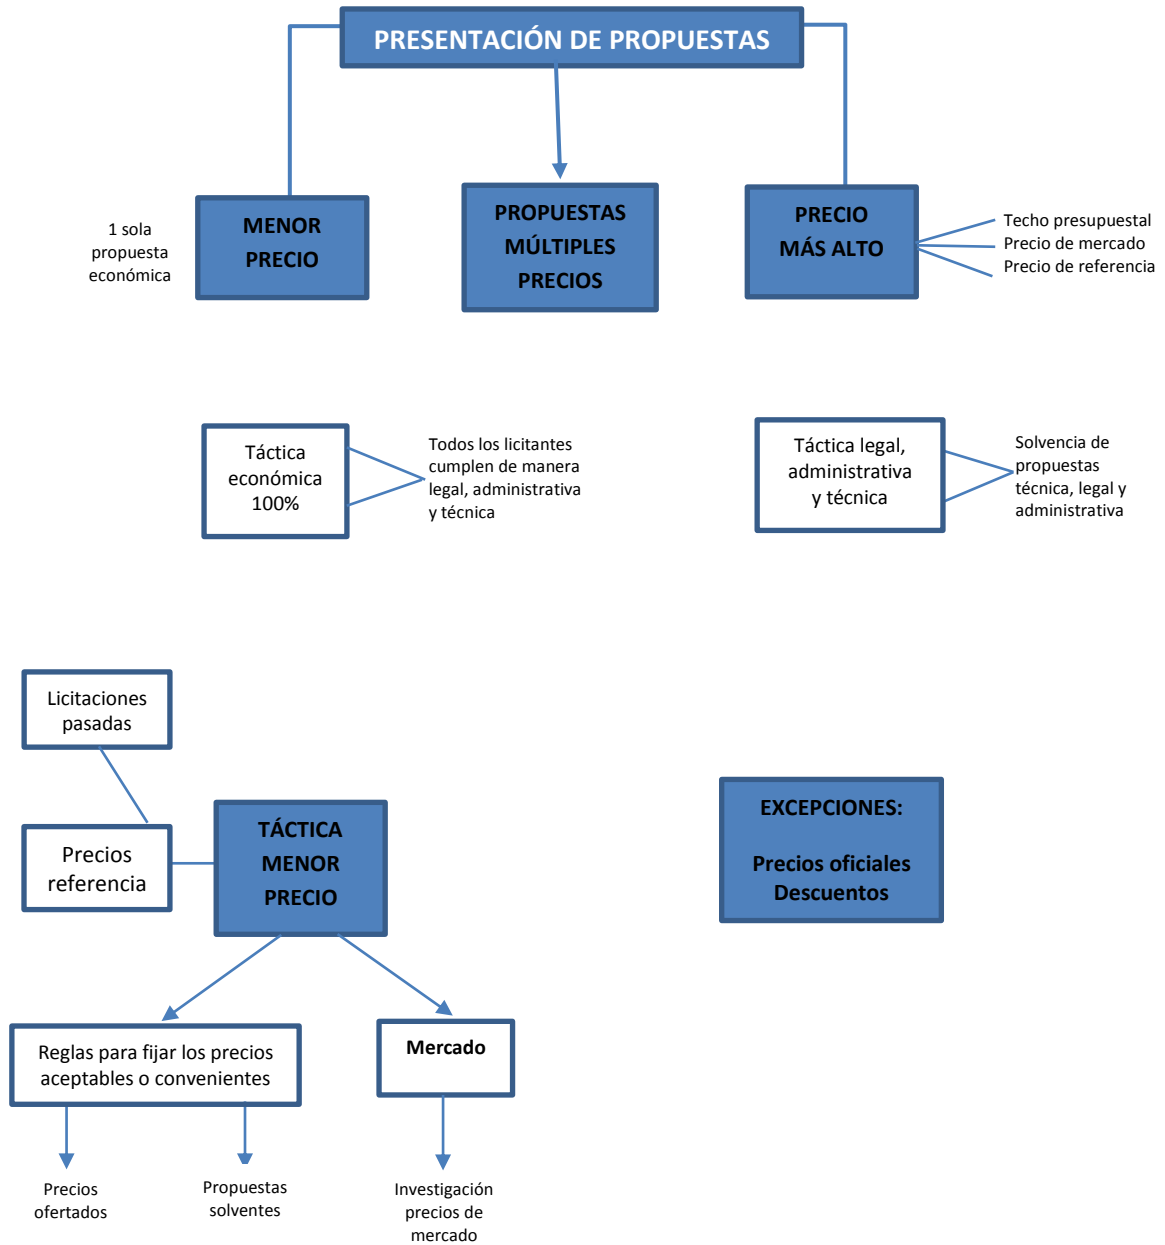 PRESENTACIÓN DE PROPUESTAS
1 sola
propuesta
económica
MENOR
PRECIO
PROPUESTAS
MÚLTIPLES
PRECIOS
PRECIO
MÁS ALTO
Techo presupuestal
Precio de mercado
Precio de referencia
Táctica
económica
100%
Todos los licitantes
cumplen de manera
legal, administrativa
y técnica
Táctica legal,
administrativa
y técnica
Solvencia de
propuestas
técnica, legal y
administrativa
Licitaciones
pasadas
Precios
referencia
TÁCTICA
MENOR
PRECIO
EXCEPCIONES:
Precios oficiales
Descuentos
Reglas para fijar los precios
aceptables o convenientes
Mercado
Precios
ofertados
Propuestas
solventes
Investigación
precios de
mercado